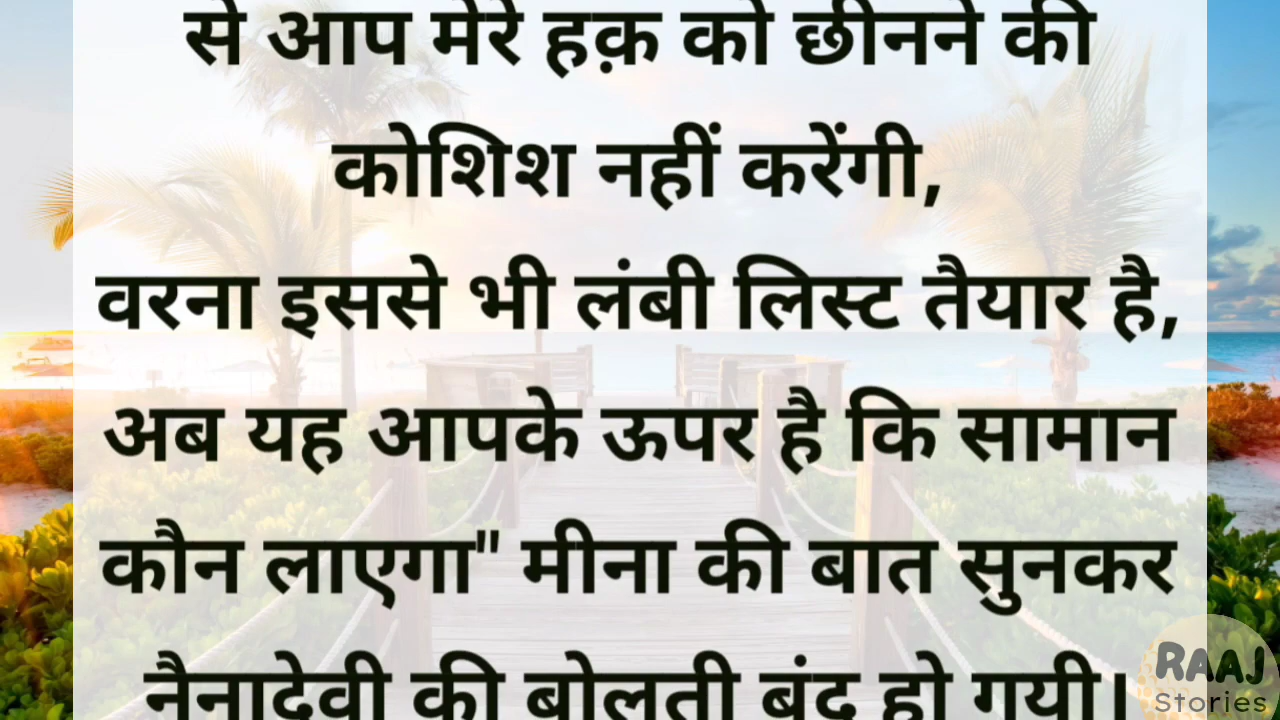 से आप मेरे हक़ को छीनने की
कोशिश नहीं करेंगी,
वरना इससे भी लंबी लिस्ट तैयार है,
अब यह आपके ऊपर है कि सामान
कौन लाएगा" मीना की बात सुनकर
नैनादेवी की बोलती बंद हो गयी।
RAAJ
Stories